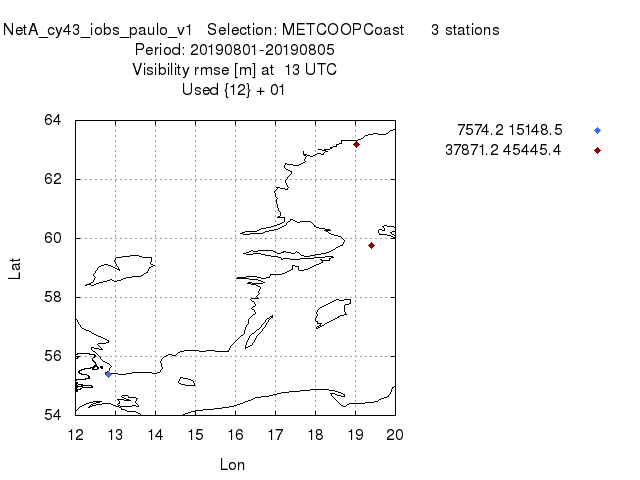 NetA_cy43_iobs_paulo_v1 Selection: METCOOPCoast 3 stations
Period: 20190801-20190805
Visibility rmse [m] at 13 UTC
Used {12} + 01
7574.2 15148.5
37871.2 45445.4
64
62
60
58
56
54
Lat
12 13 14 15 16 17 18 19 20
Lon